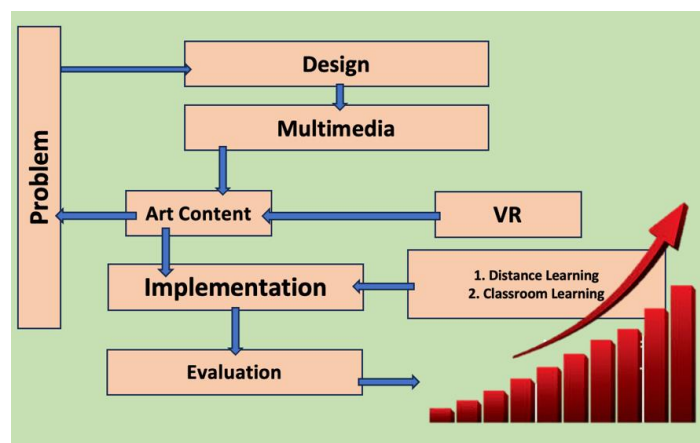 Problem
Design
Multimedia
Art Content
VR
Implementation
1. Distance Learning
2. Classroom Learning
Evaluation